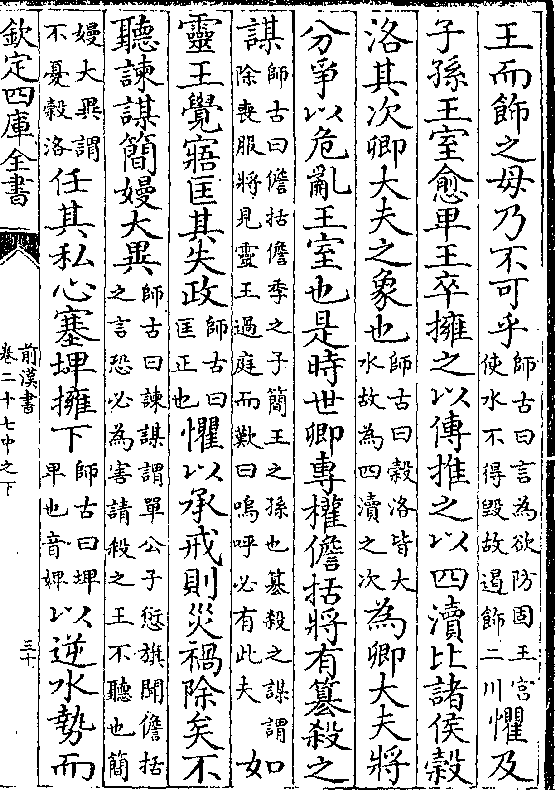 王而飾之毋乃不可乎師古曰言為欲防固王宮使水不得毀故遏飾二川懼及
子孫王室愈卑王卒擁之以傳推之以四瀆比諸侯穀
洛其次卿大夫之象也師古曰穀洛皆大水故為四瀆之次為卿大夫將
分爭以危亂王室也是時世卿專權儋括將有篡殺之
謀師古曰儋括儋季之子簡王之孫也篡殺之謀謂除喪服將見靈王過庭而歎曰嗚呼必有此夫如
靈王覺寤匡其失政師古曰匡正也懼以承戒則災禍除矣不
聽諫謀簡嫚大異師古曰諫謀謂單公子愆旗聞儋括之言恐必為害請殺之王不聽也簡
嫚大異謂不憂穀洛任其私心塞埤擁下師古曰埤卑也音婢以逆水勢而
欽定四庫全書
前漢書
卷二十七中之下
三十